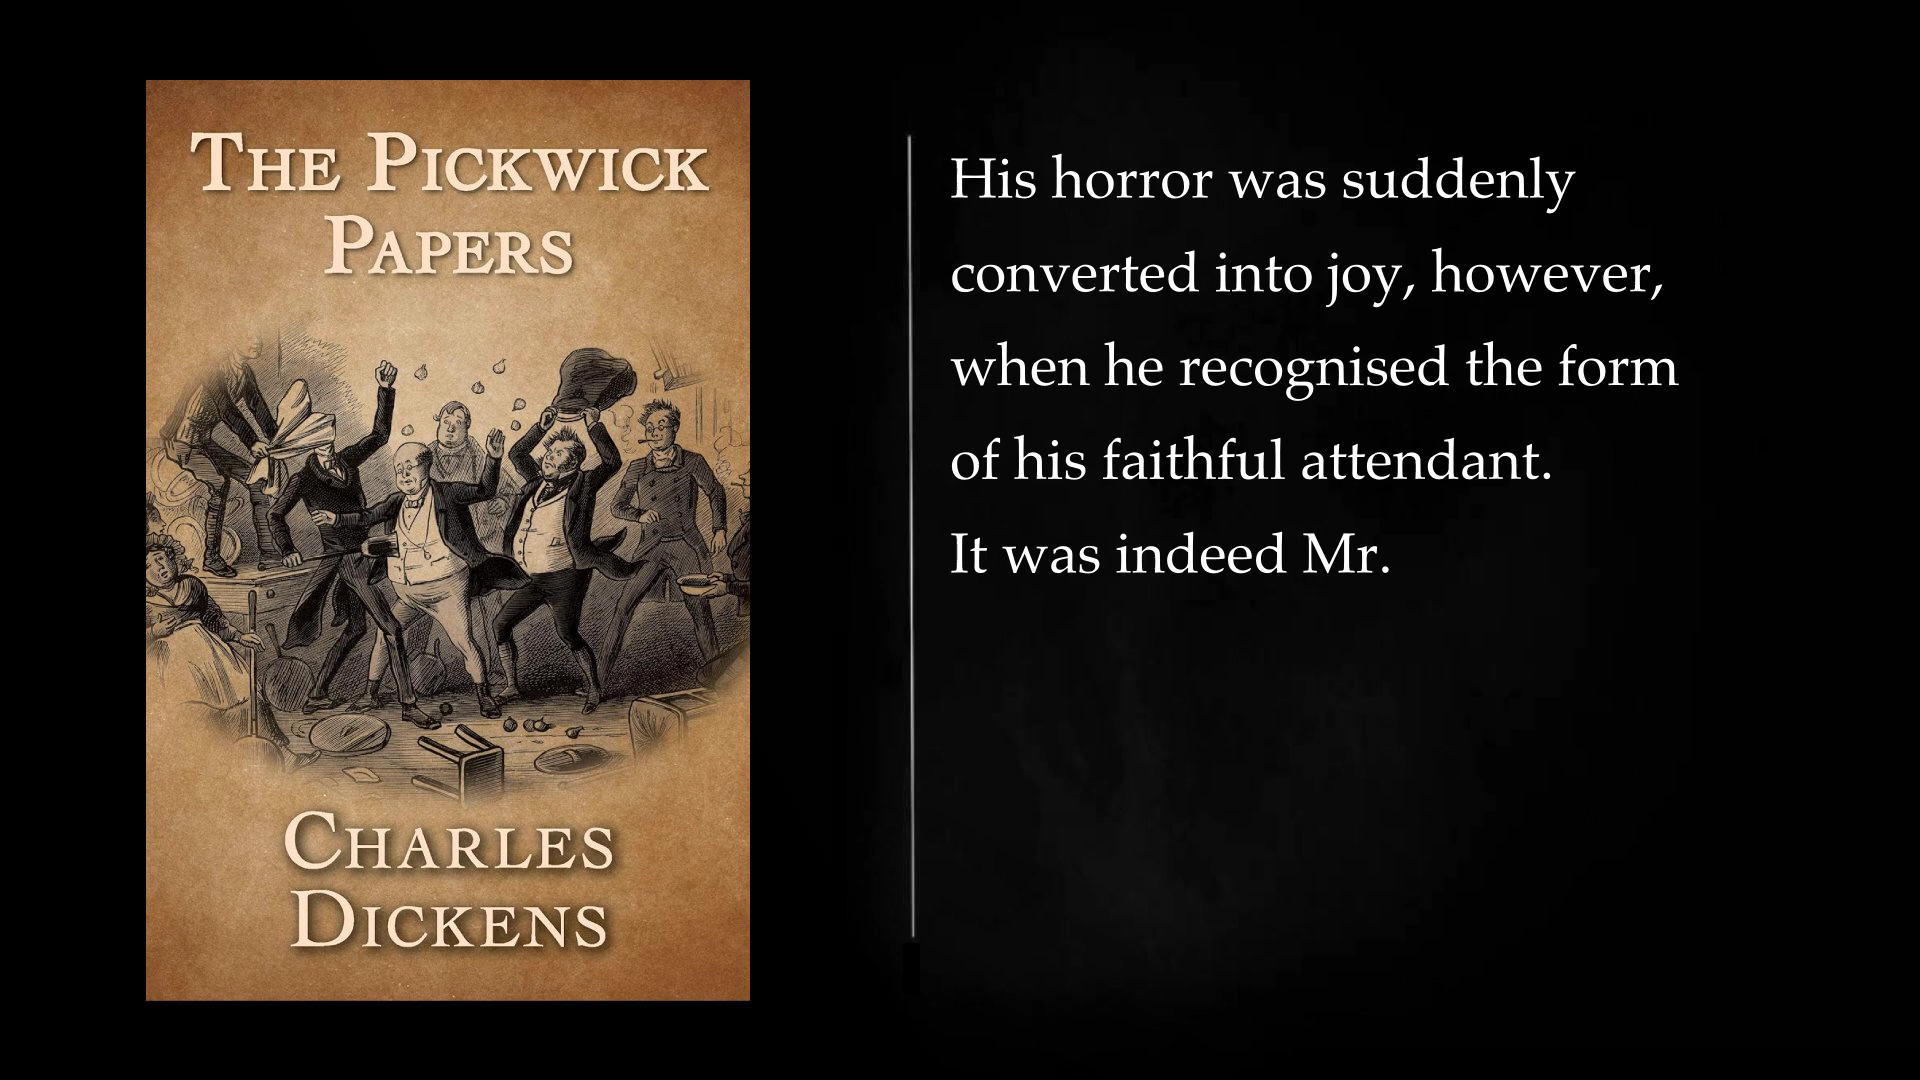 The Pickwick
Papers
Charles
Dickens
His horror was suddenly
converted into joy, however,
when he recognised the form
of his faithful attendant.
It was indeed Mr.